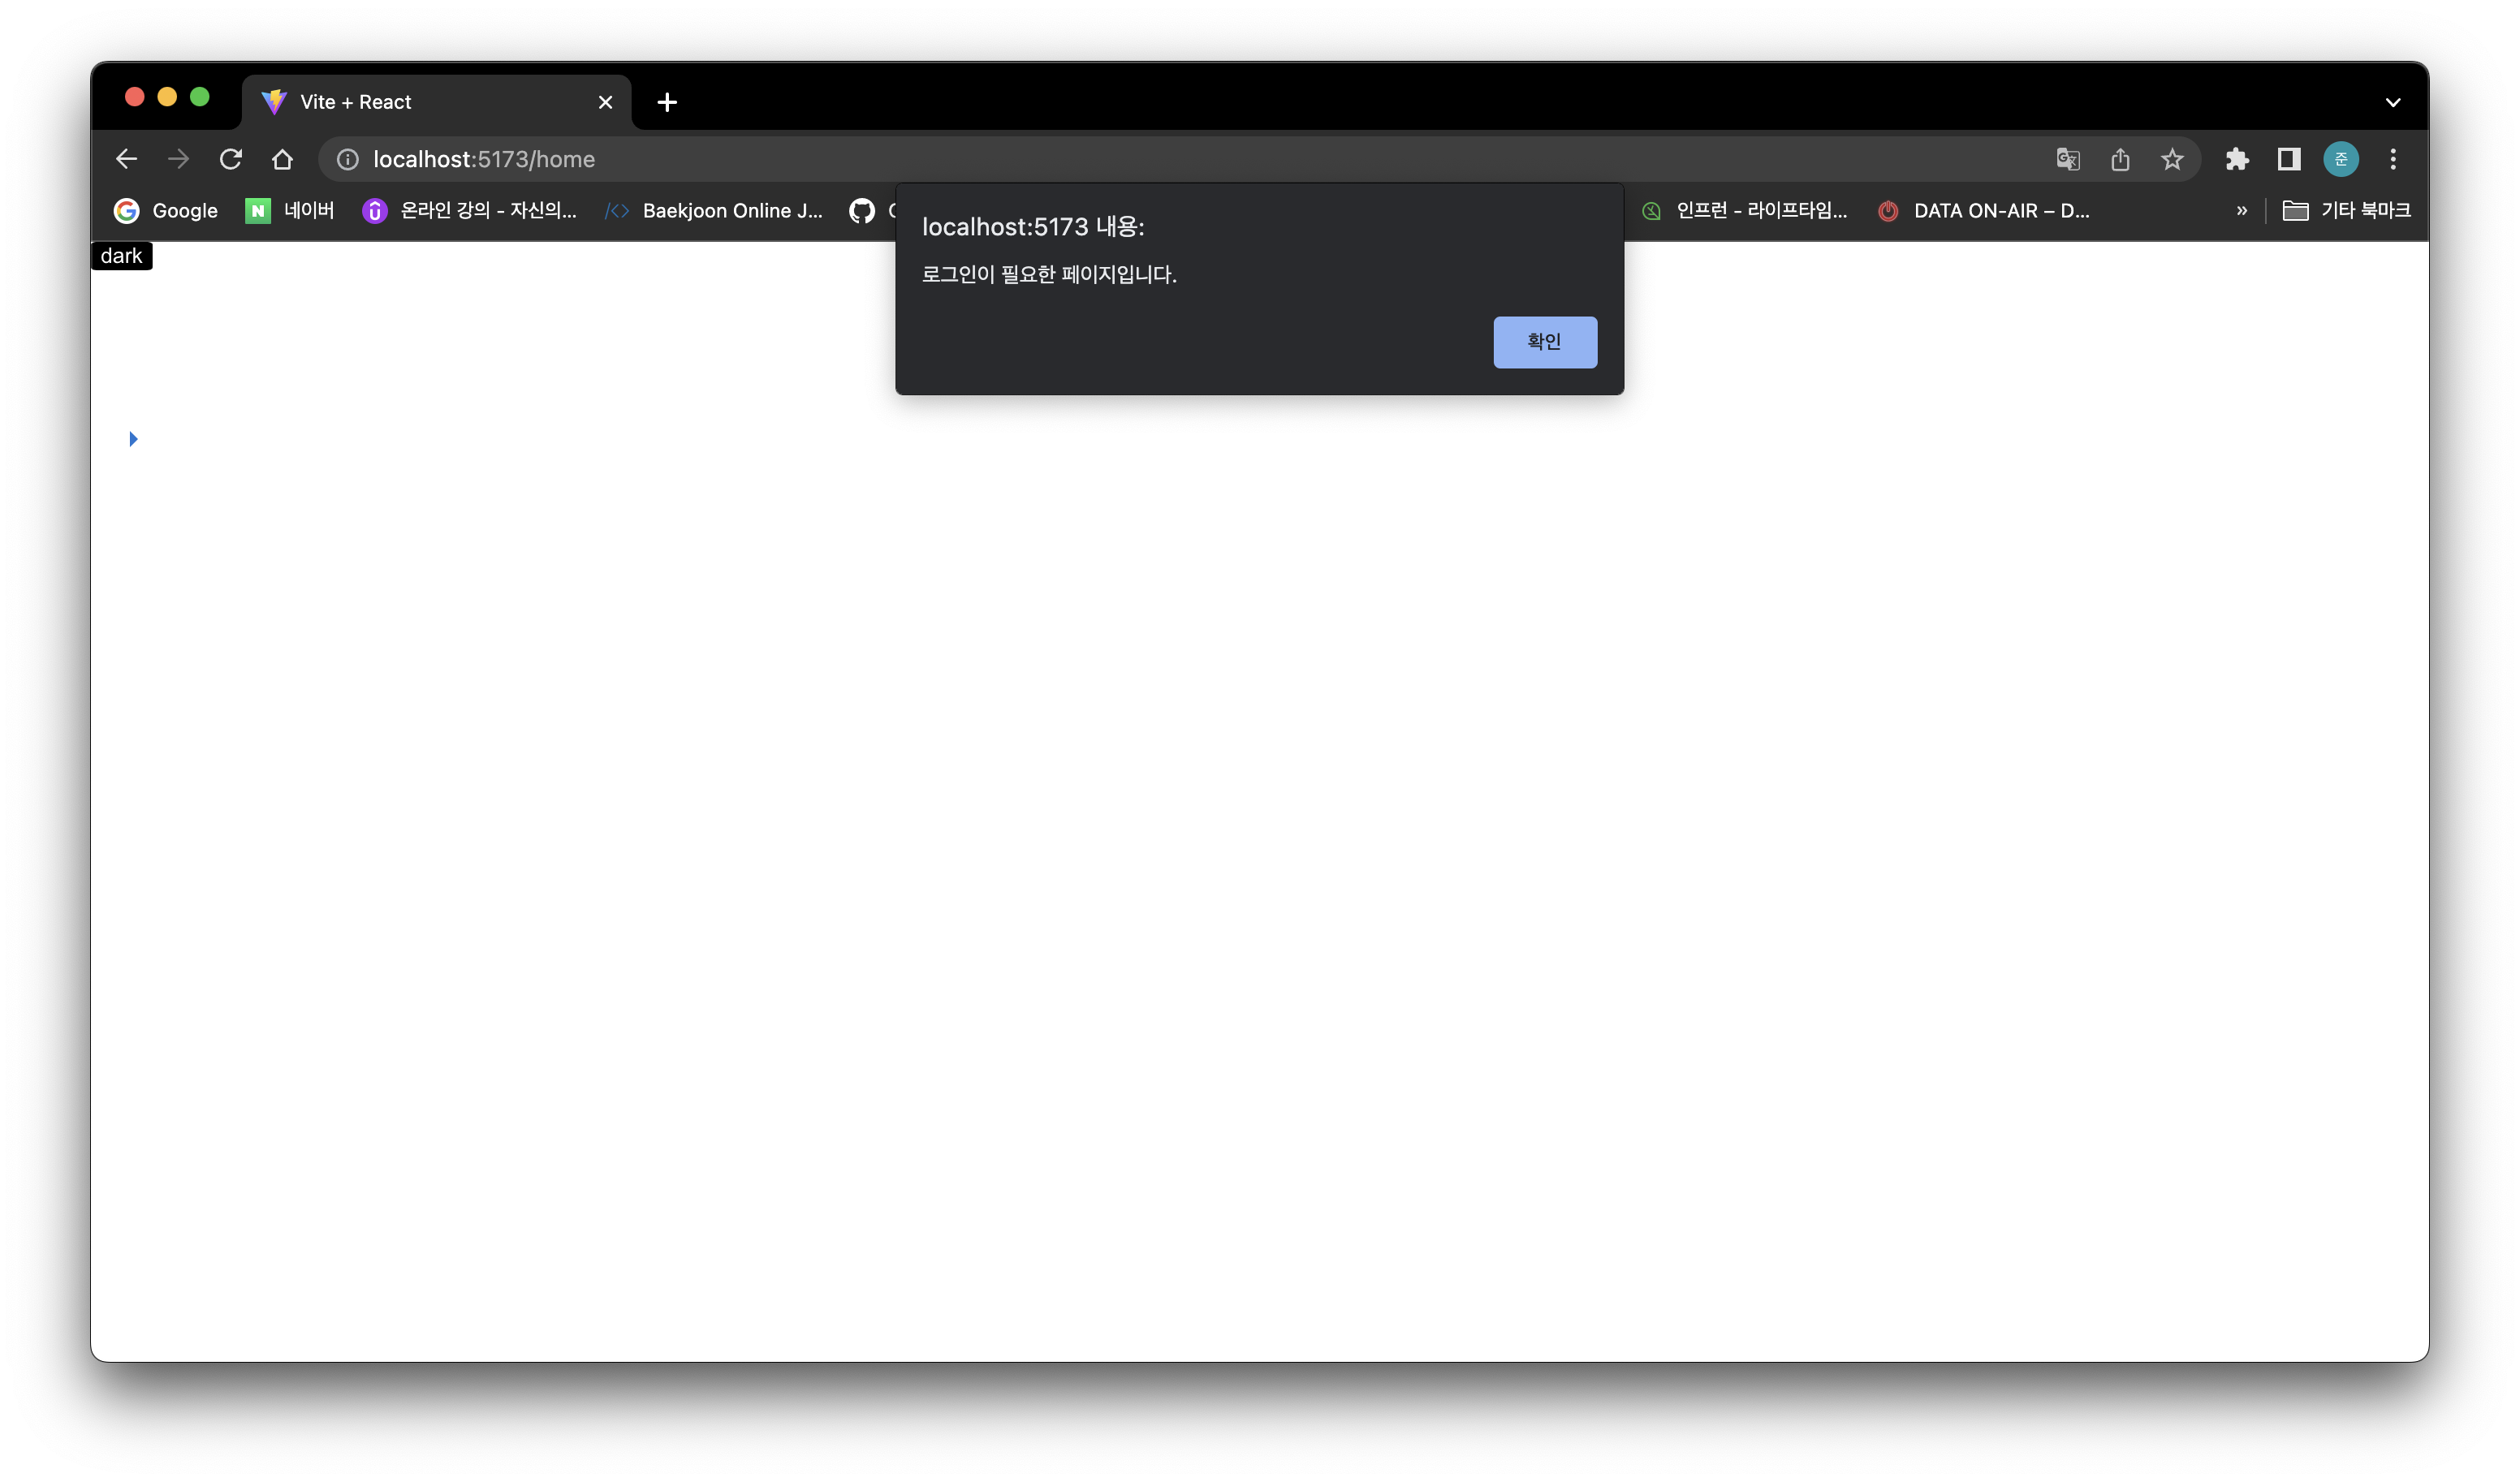 Vite + React
localhost:5173/home
준
Google
네이버
온라인 강의 - 자신의...
Baekjoon Online J...
인프런 - 라이프타임...
DATA ON-AIR – D...
»
기타 북마크
localhost:5173 내용:
로그인이 필요한 페이지입니다.
확인
dark